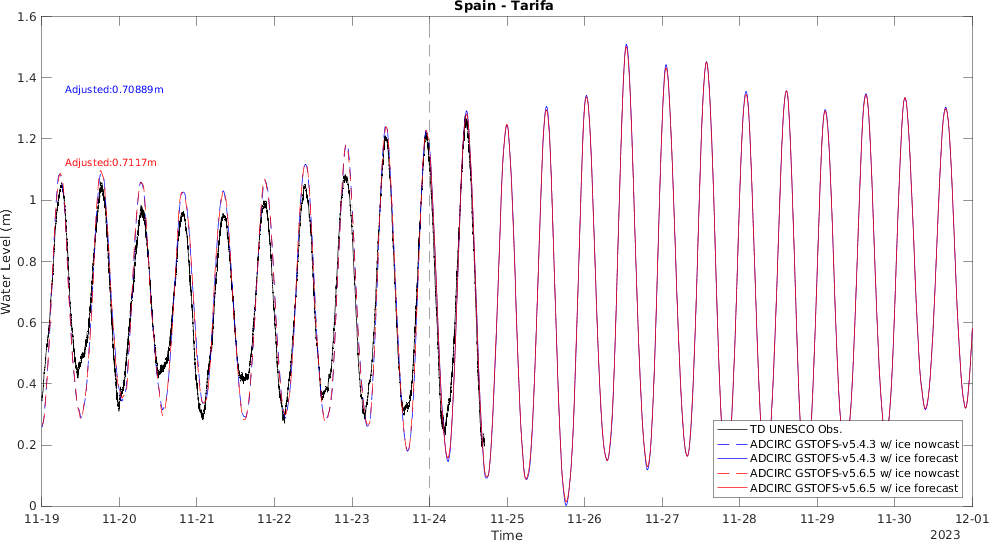 Spain - Tarifa
1.6
1.4
1.2
1
0.8
0.6
0.4
0.2
0
Water Level (m)
Adjusted:0.70889m
Adjusted:0.7117m
TD UNESCO Obs.
ADCIRC GSTOFS-v5.4.3 w/ ice nowcast
ADCIRC GSTOFS-v5.4.3 w/ ice forecast
ADCIRC GSTOFS-v5.6.5 w/ ice nowcast
ADCIRC GSTOFS-v5.6.5 w/ ice forecast
11-19 11-20 11-21 11-22 11-23 11-24 11-25 11-26 11-27 11-28 11-29 11-30 12-01
Time
2023